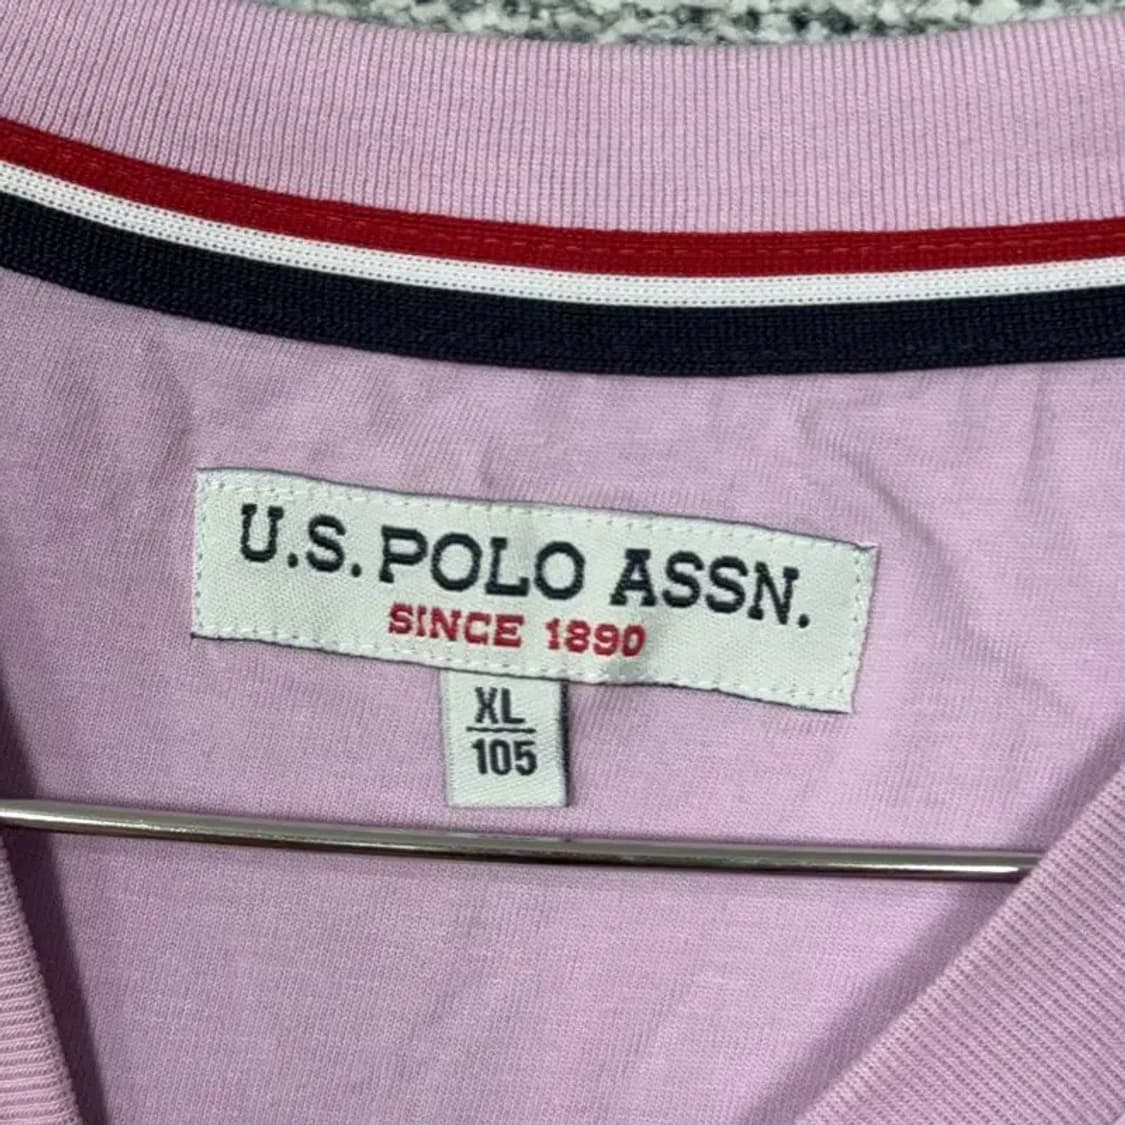 U.S. POLO ASSN.
SINCE 1890
XL
105